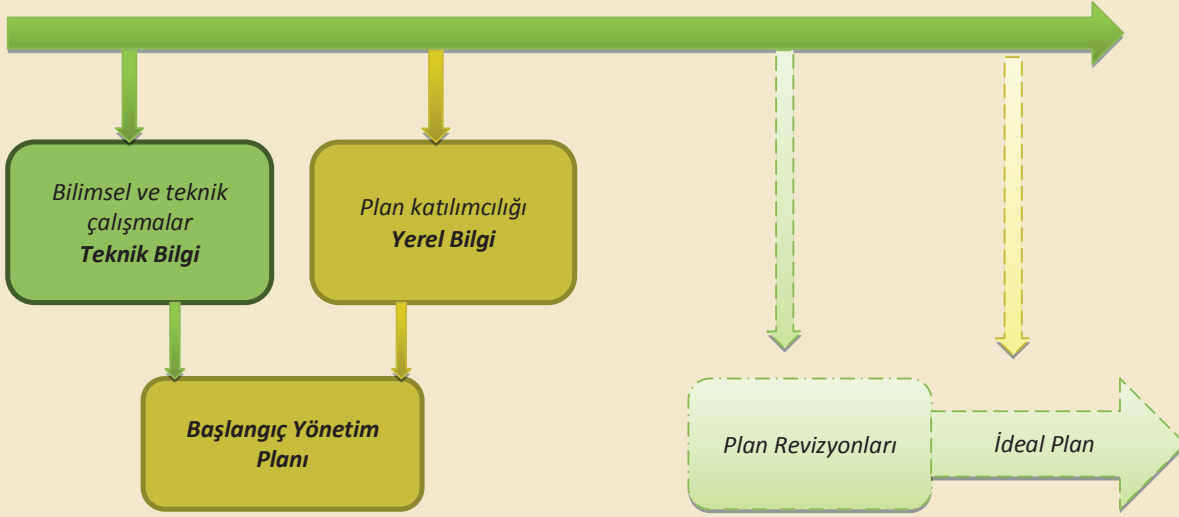 Bilimsel ve teknik
çalışmalar
Teknik Bilgi
Plan katılımcılığı
Yerel Bilgi
Başlangıç Yönetim
Planı
Plan Revizyonları
İdeal Plan